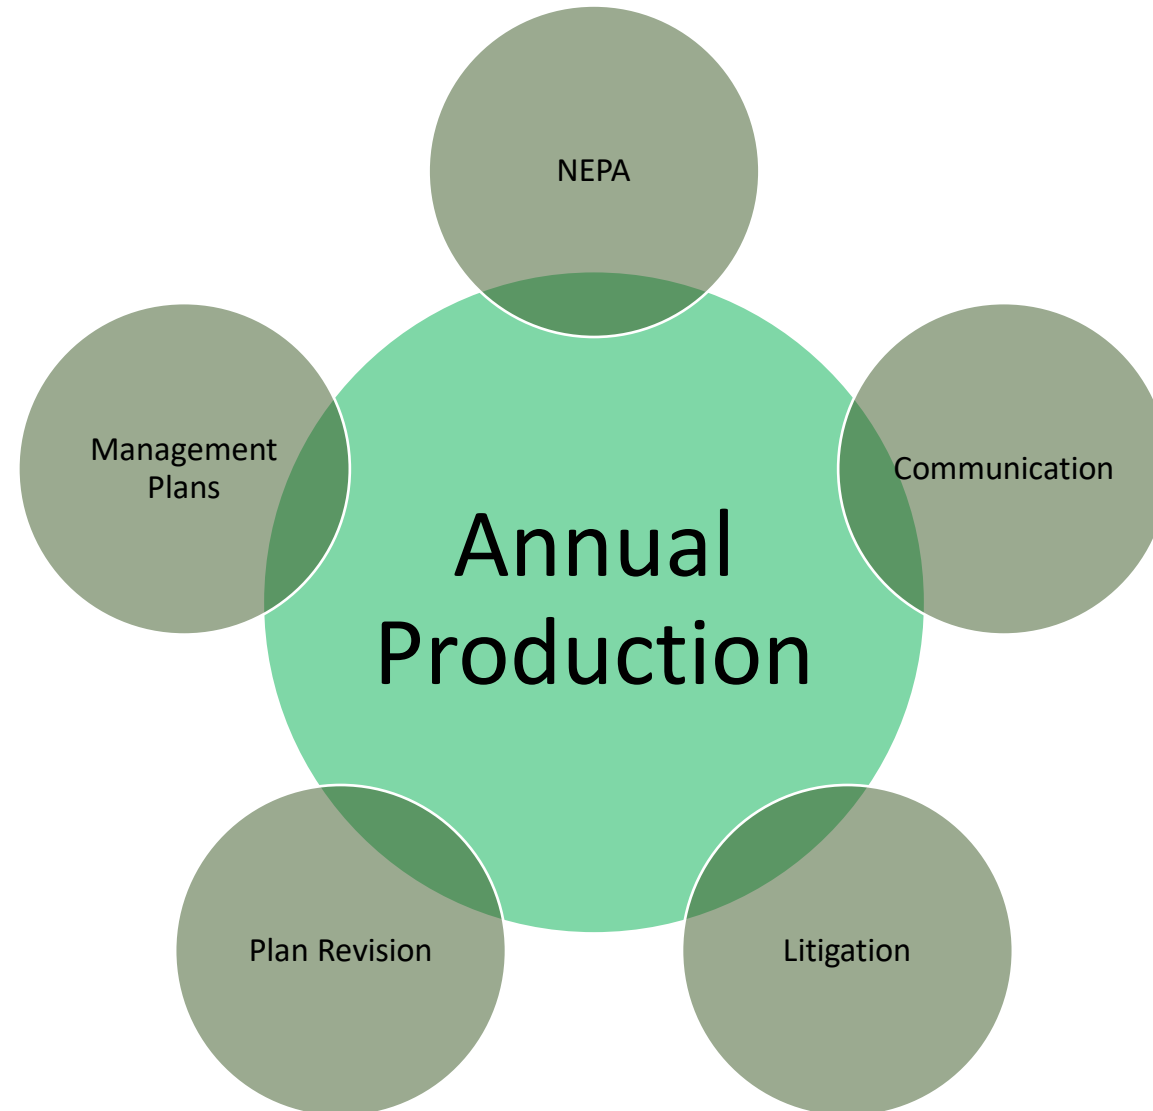 NEPA
Management
Plans
Communication
Annual
Production
Plan Revision
Litigation